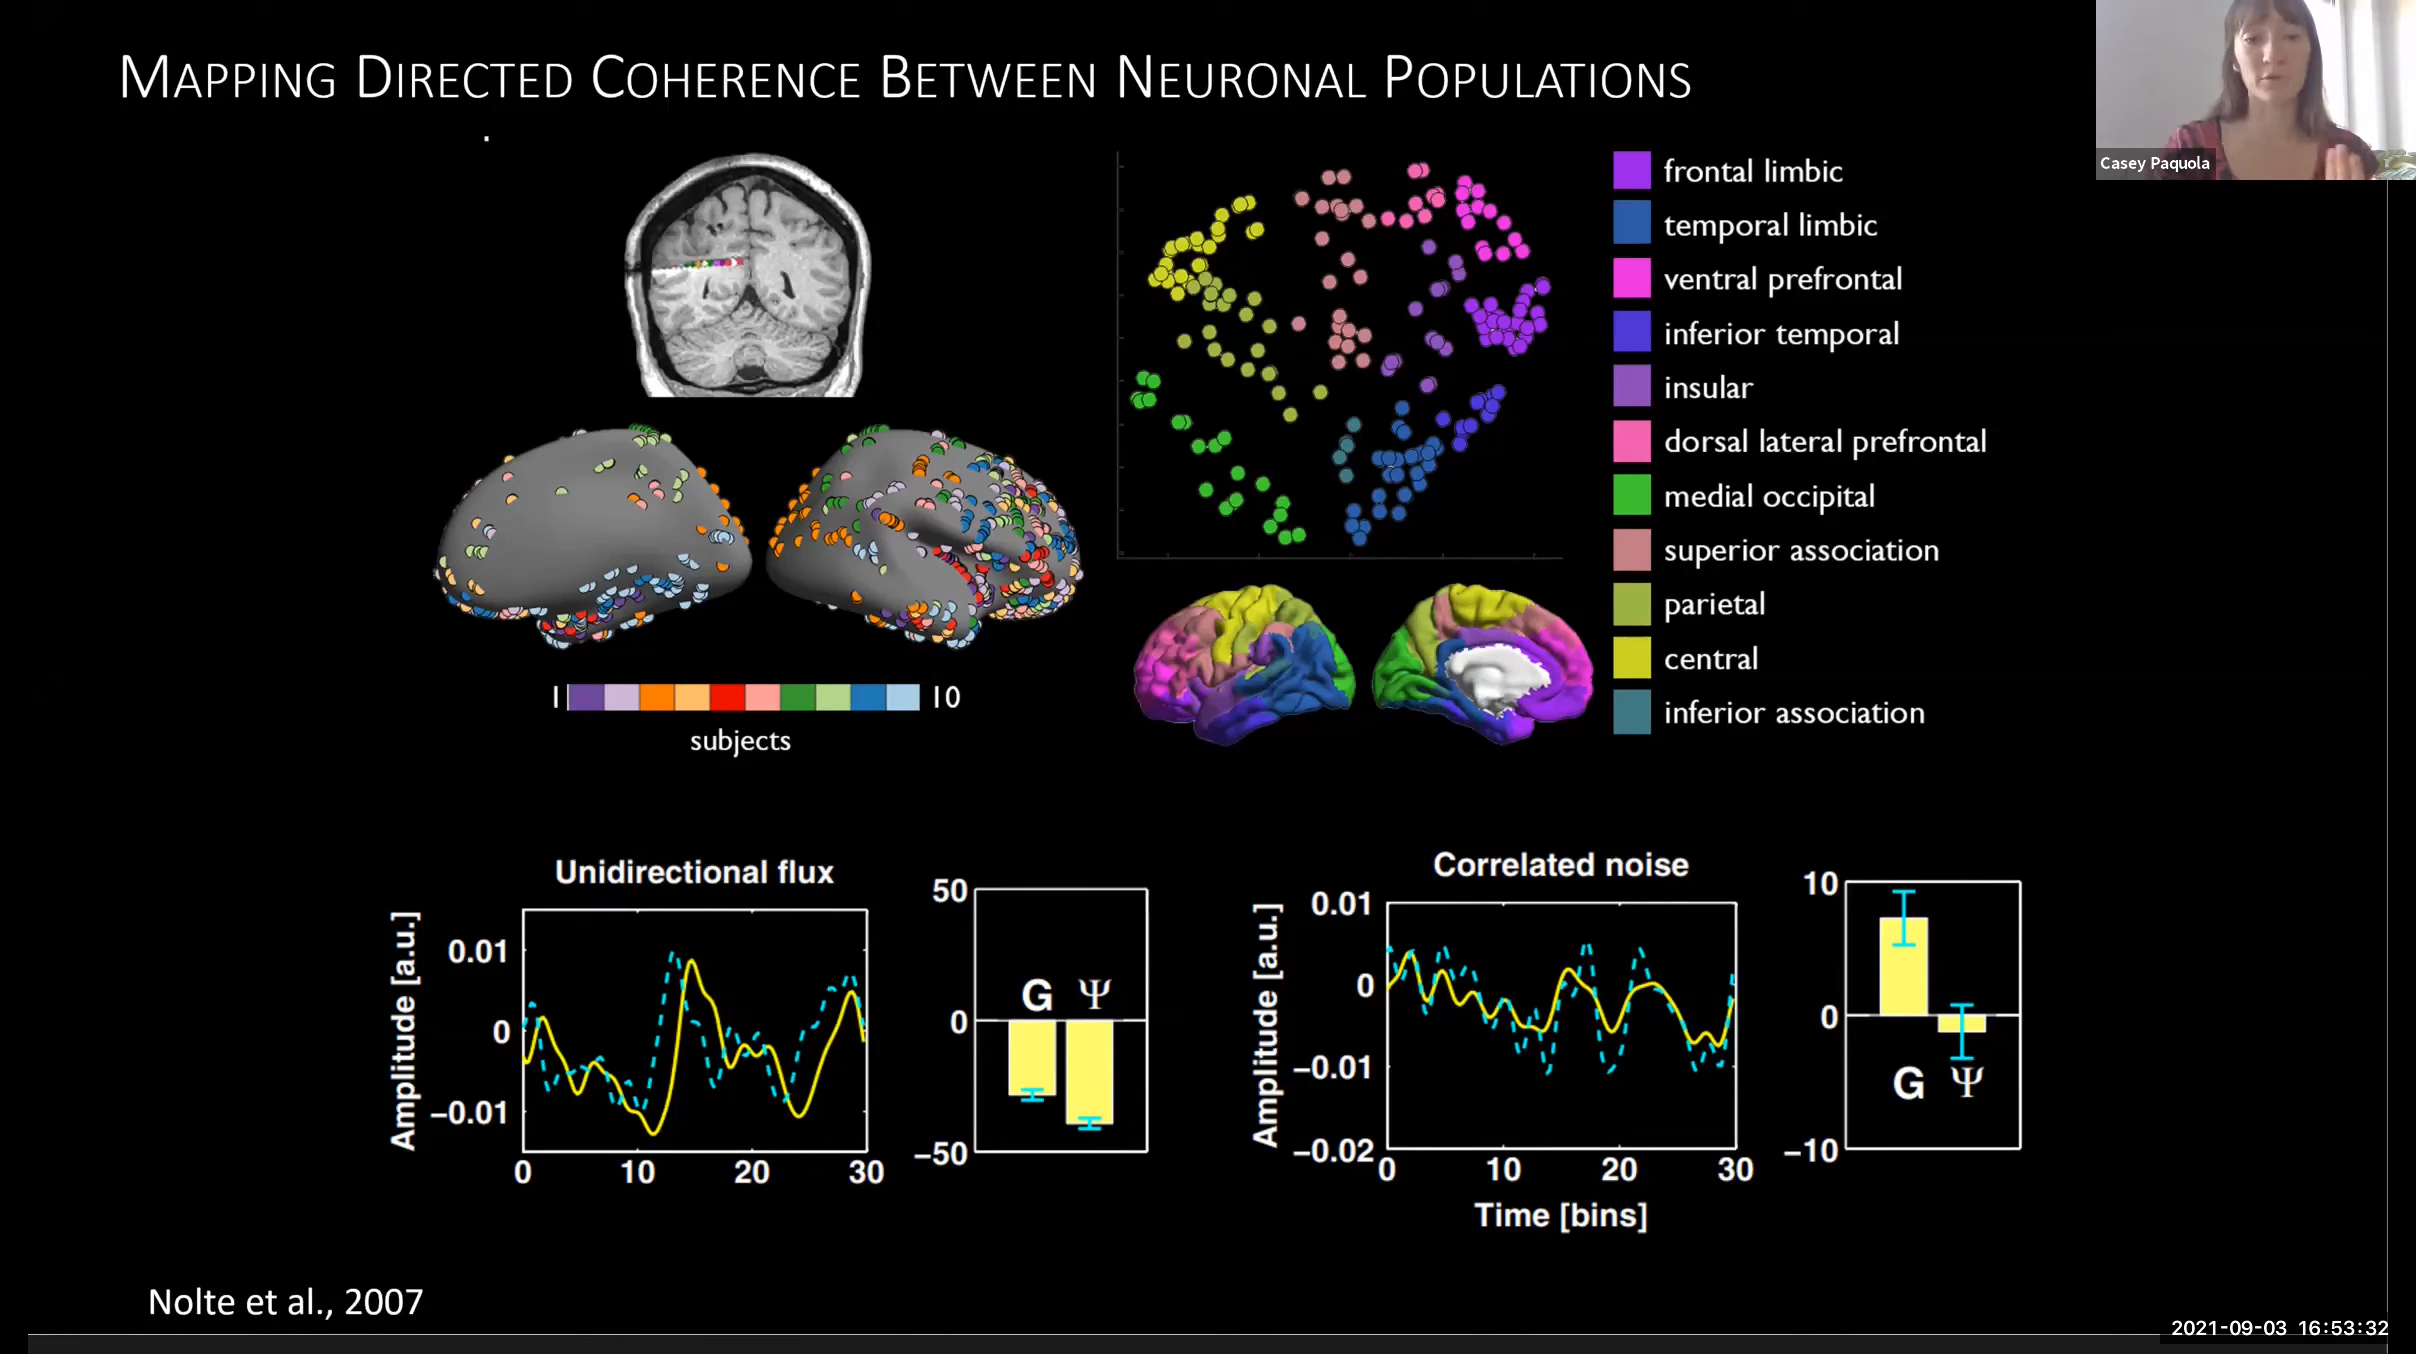 MAPPING DIRECTED COHERENCE BETWEEN NEURONAL POPULATIONS
Casey Paquola
frontal limbic
temporal limbic
ventral prefrontal
inferior temporal
insular
dorsal lateral prefrontal
medial occipital
superior association
parietal
central
inferior association
1 10
subjects
Unidirectional flux
Amplitude [a.u.]
0.01
0
−0.01
0 10 20 30
50
0
−50
G Ψ
Correlated noise
Amplitude [a.u.]
0.01
0
−0.01
−0.02
0 10 20 30
Time [bins]
10
0
−10
G Ψ
Nolte et al., 2007
2021-09-03 16:53:32